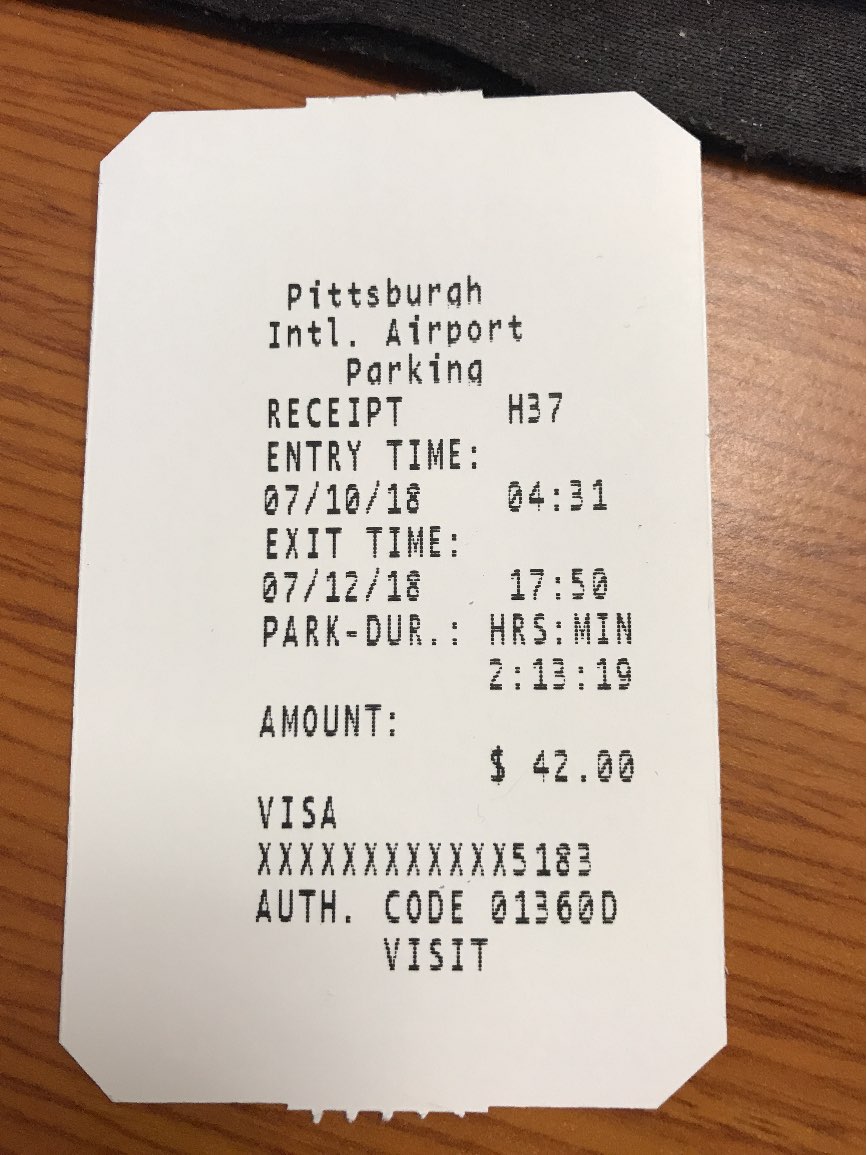 Pittsburgh
Intl. Airport
Parking
RECEIPT H37
ENTRY TIME:
07/10/18 04:31
EXIT TIME:
07/12/18 17:50
PARK-DUR.: HRS:MIN
2:13:19
AMOUNT:
$ 42.00
VISA
XXXXXXXXXXXX5183
AUTH. CODE 01360D
VISIT